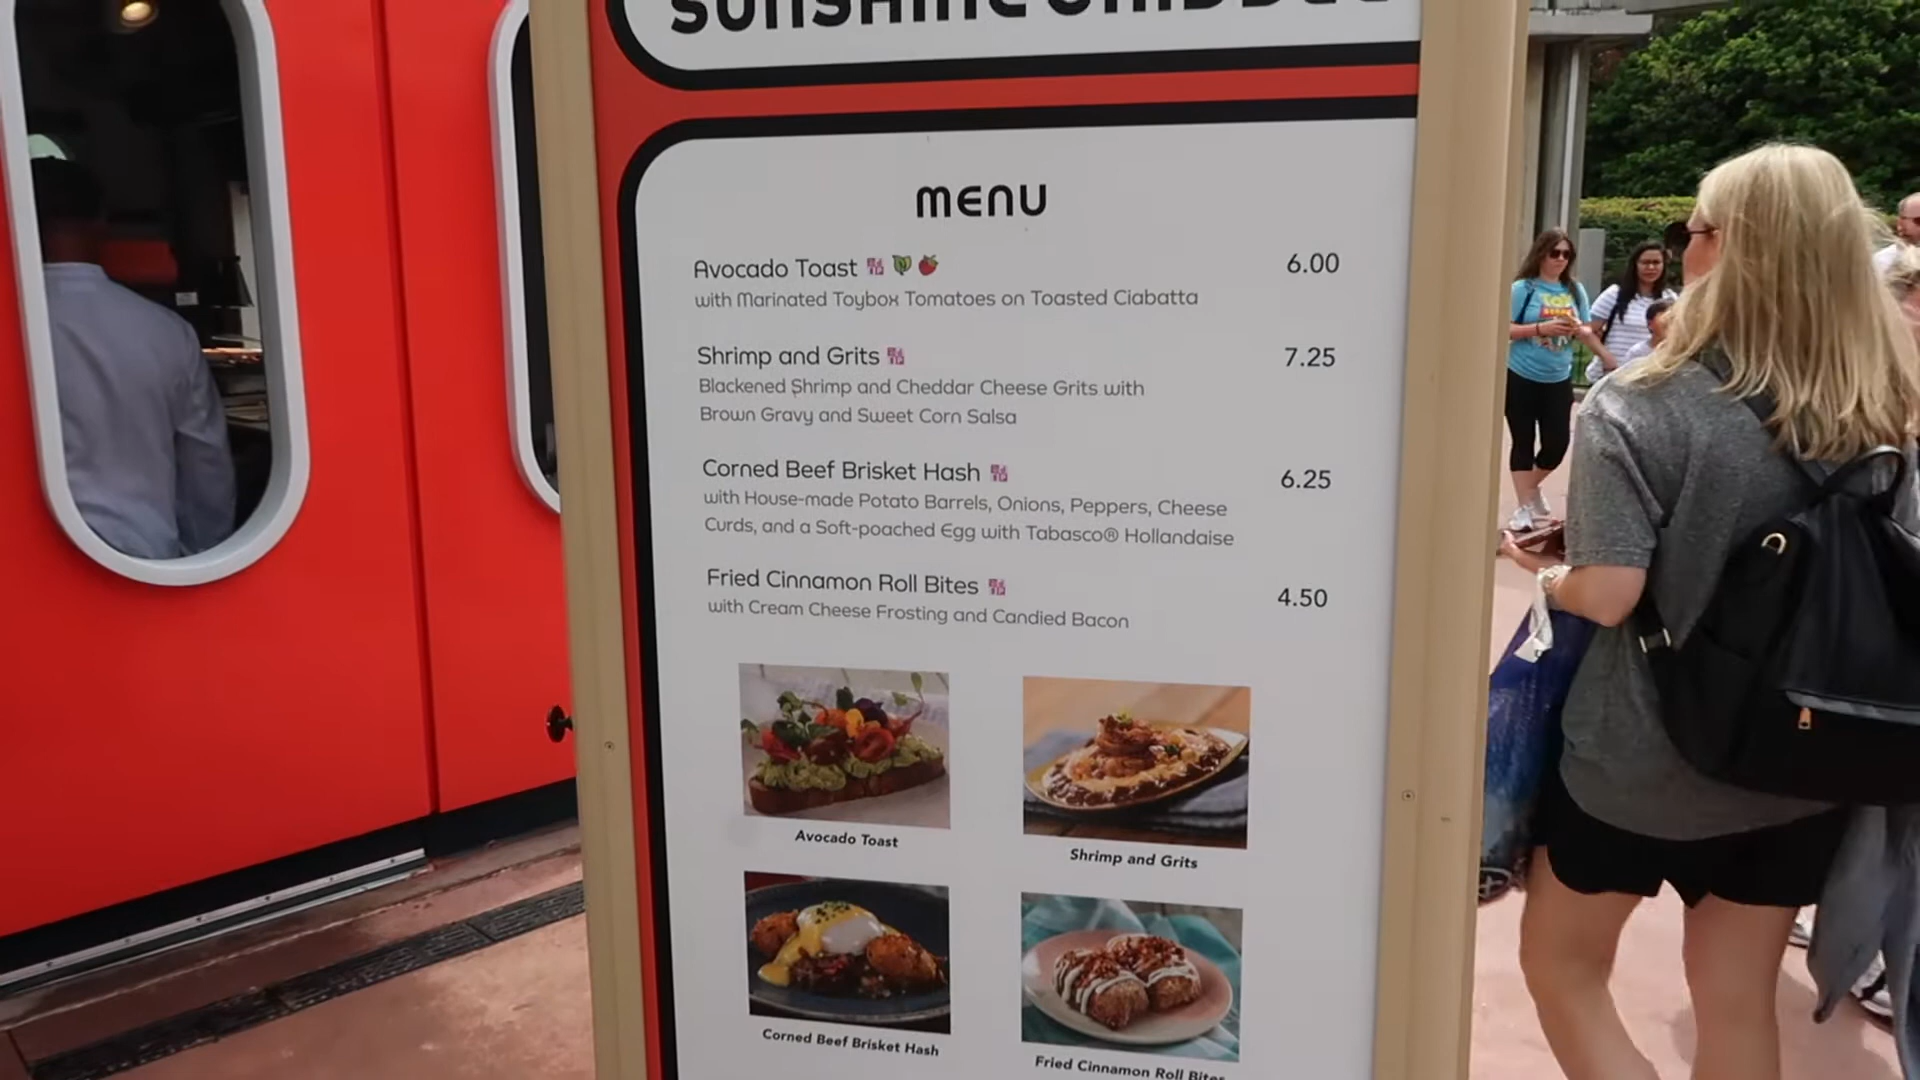 SUNSHINE GRIDDLE
MENU
Avocado Toast 6.00
with Marinated Toybox Tomatoes on Toasted Ciabatta
Shrimp and Grits 7.25
Blackened Shrimp and Cheddar Cheese Grits with
Brown Gravy and Sweet Corn Salsa
Corned Beef Brisket Hash 6.25
with House-made Potato Barrels, Onions, Peppers, Cheese
Curds, and a Soft-poached Egg with Tabasco® Hollandaise
Fried Cinnamon Roll Bites 4.50
with Cream Cheese Frosting and Candied Bacon
Avocado Toast
Shrimp and Grits
Corned Beef Brisket Hash
Fried Cinnamon Roll Bites